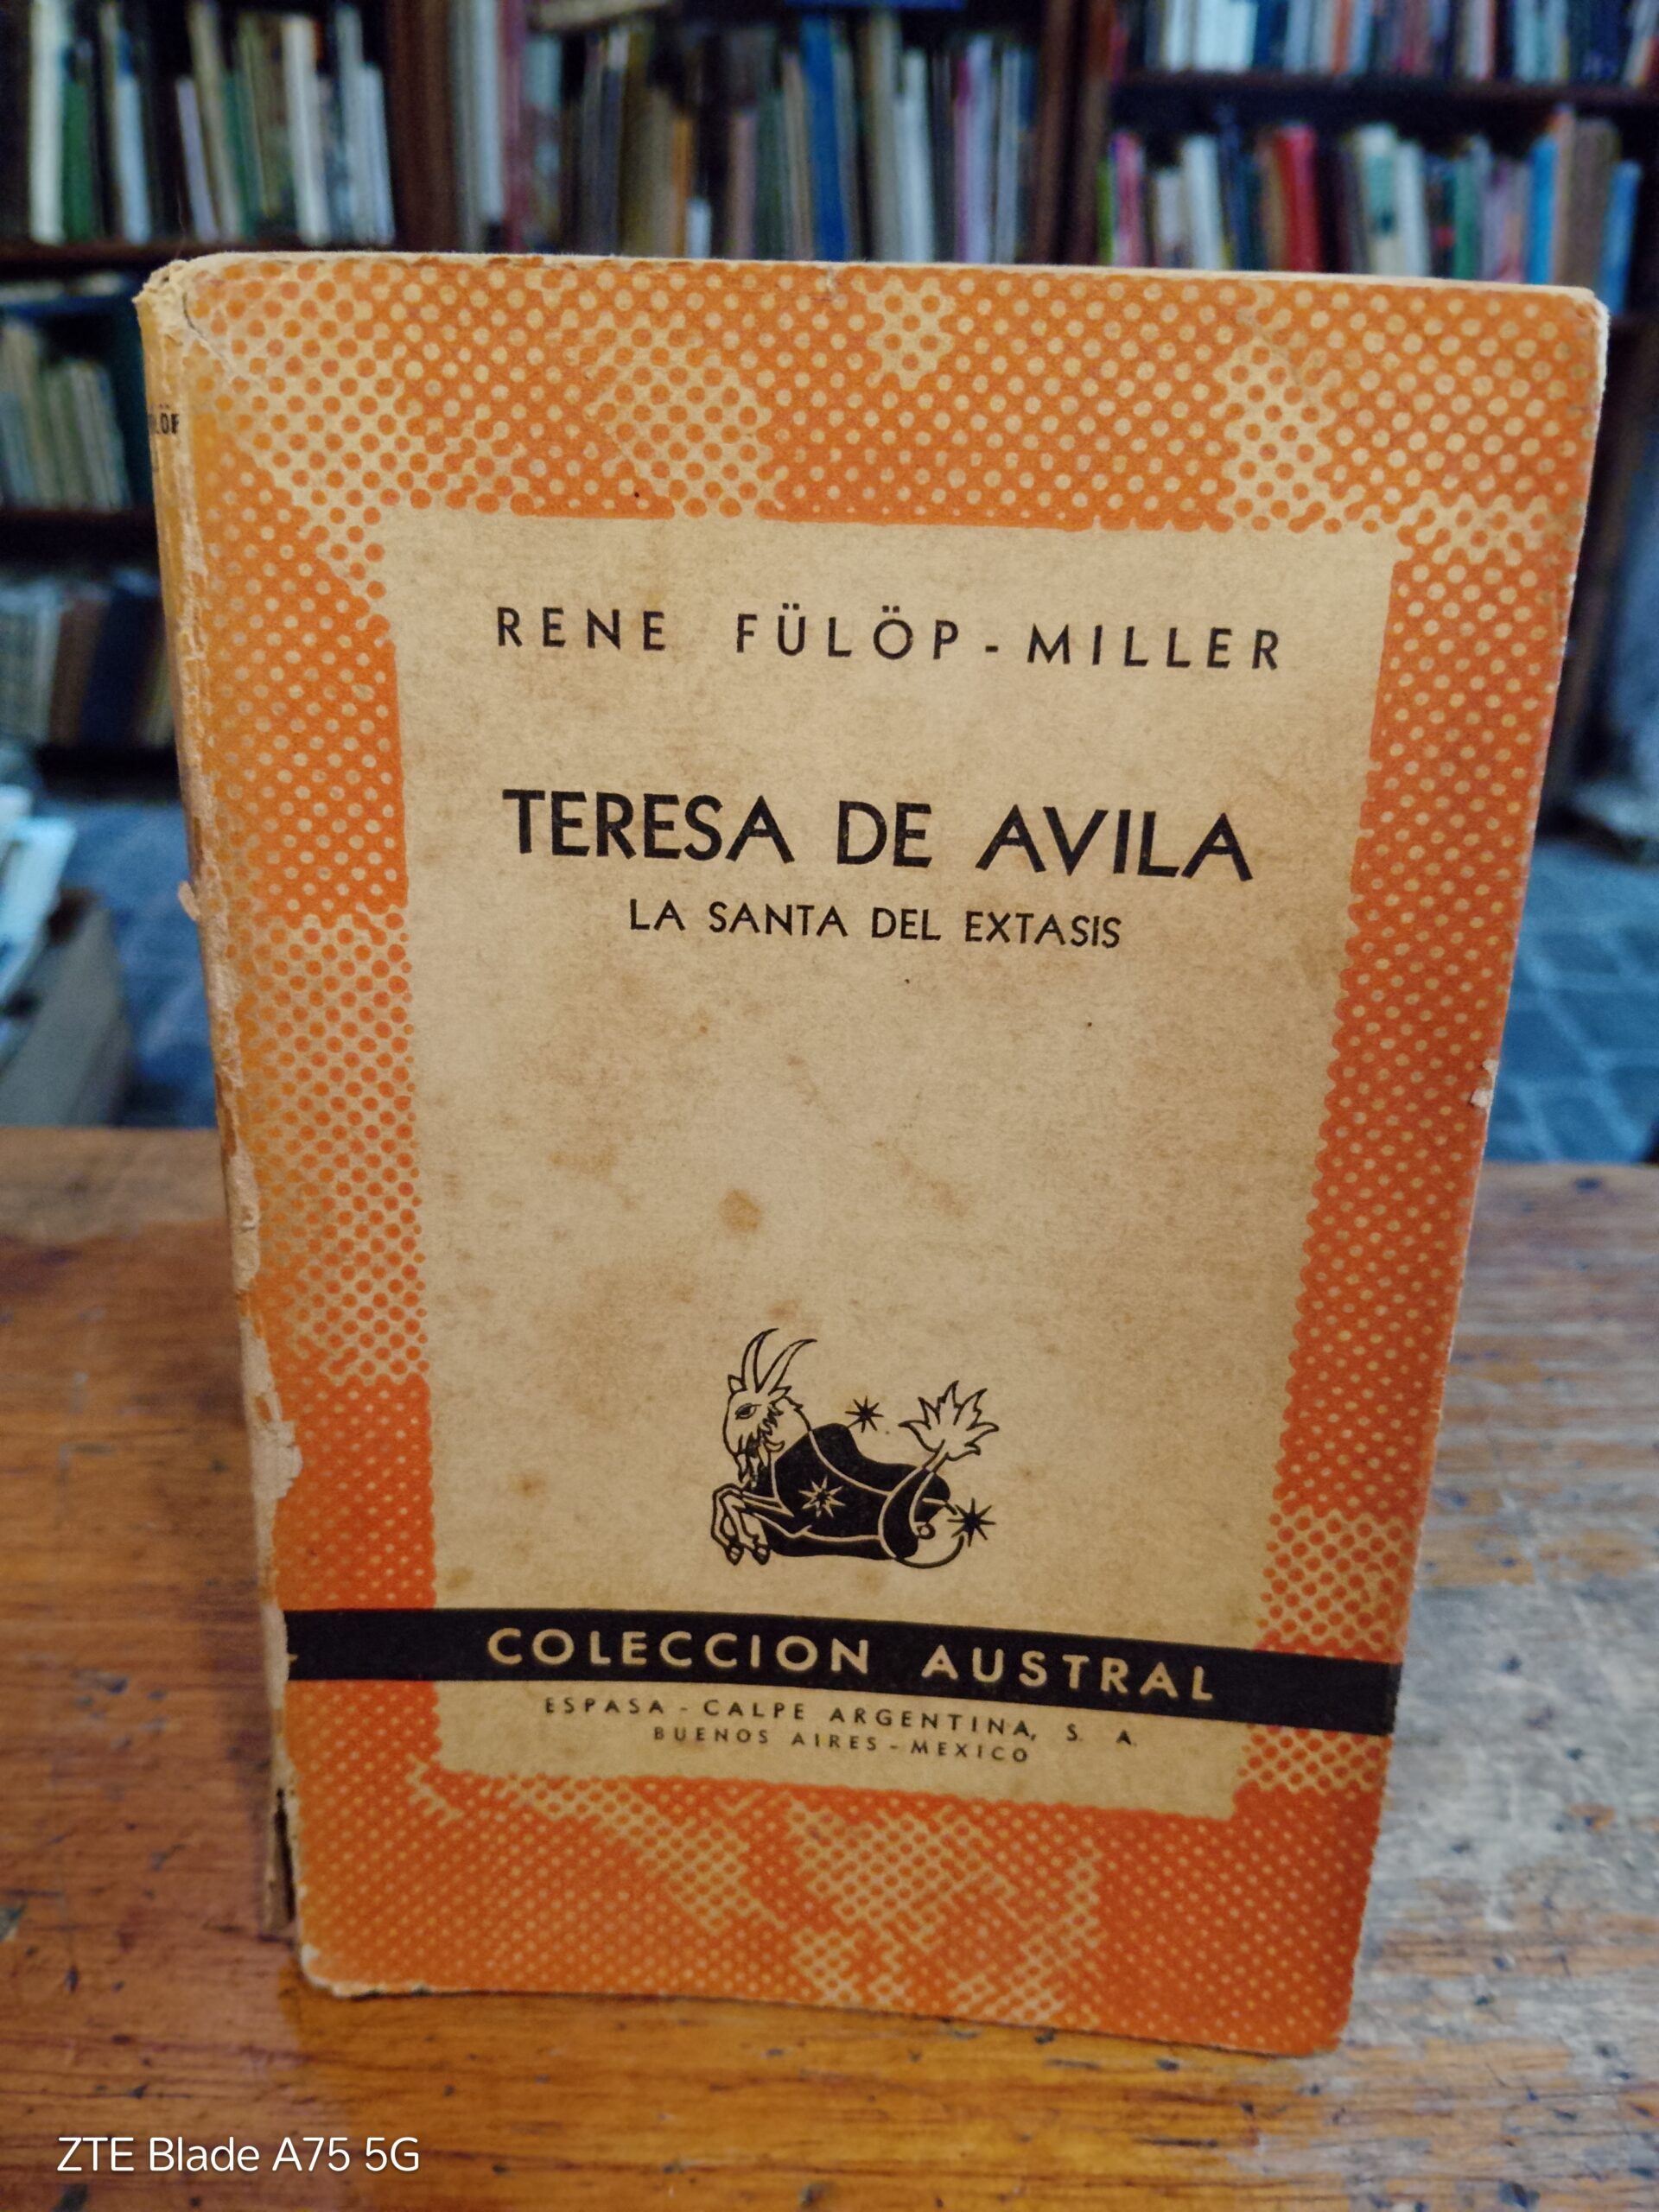 RENE FÜLÖP-MILLER
TERESA DE AVILA
LA SANTA DEL EXTASIS
COLECCION AUSTRAL
ESPASA-CALPE ARGENTINA, S. A.
BUENOS AIRES-MEXICO
ZTE Blade A75 5G